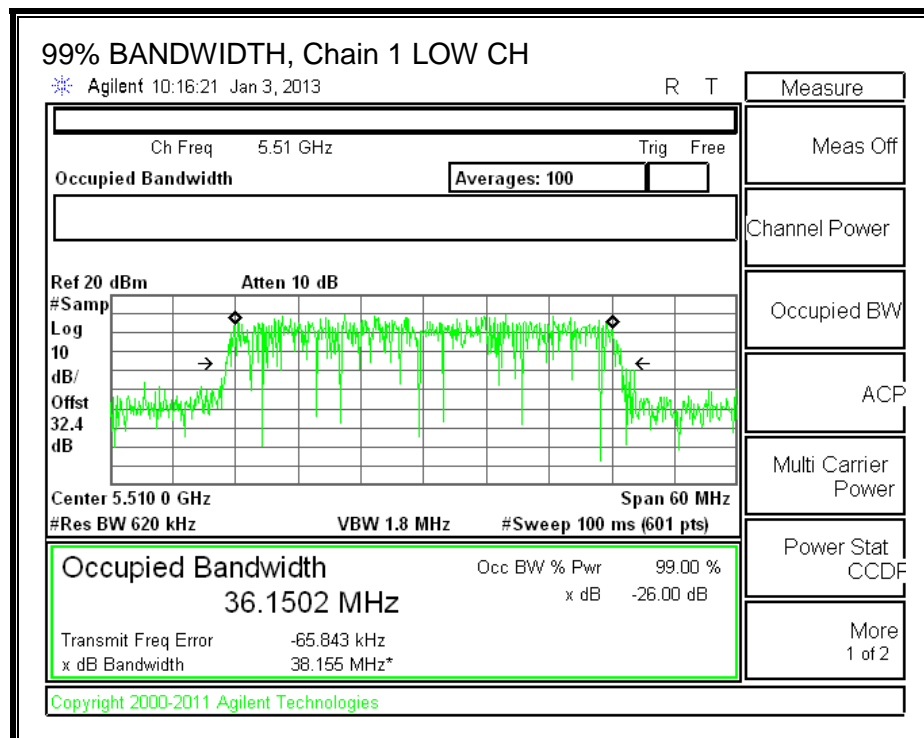 99% BANDWIDTH, Chain 1 LOW CH
Agilent 10:16:21 Jan 3, 2013 R T
Measure
Ch Freq 5.51 GHz Trig Free
Meas Off
Occupied Bandwidth Averages: 100
Channel Power
Ref 20 dBm Atten 10 dB
#Samp
Log
10
dB/
Offst
32.4
dB
Occupied BW
ACP
Multi Carrier
Power
Center 5.510 0 GHz Span 60 MHz
#Res BW 620 kHz VBW 1.8 MHz #Sweep 100 ms (601 pts)
Power Stat
CCDF
Occupied Bandwidth
36.1502 MHz
Occ BW % Pwr 99.00 %
x dB -26.00 dB
Transmit Freq Error -65.843 kHz
x dB Bandwidth 38.155 MHz*
More
1 of 2
Copyright 2000-2011 Agilent Technologies